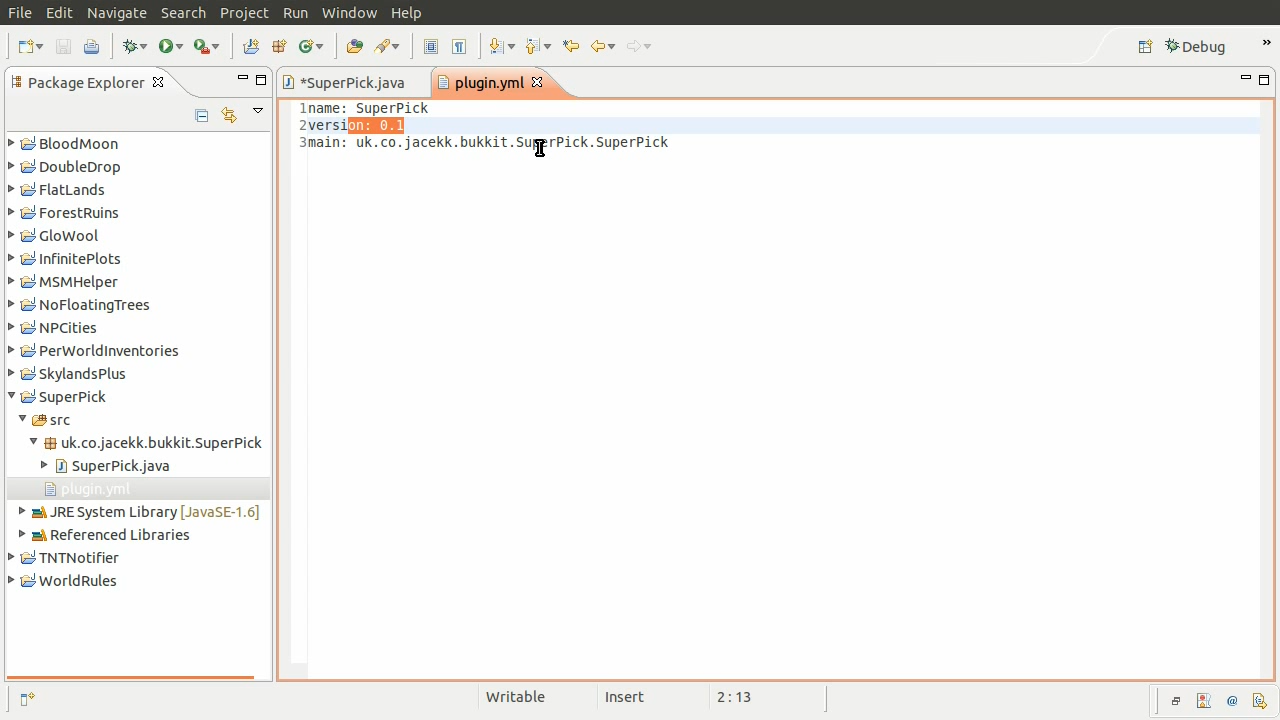 File Edit Navigate Search Project Run Window Help
Debug »
Package Explorer
*SuperPick.java plugin.yml
1name: SuperPick
2version: 0.1
3main: uk.co.jacekk.bukkit.SuperPick.SuperPick
BloodMoon
DoubleDrop
FlatLands
ForestRuins
GloWool
InfinitePlots
MSMHelper
NoFloatingTrees
NPCities
PerWorldInventories
SkylandsPlus
SuperPick
src
uk.co.jacekk.bukkit.SuperPick
SuperPick.java
plugin.yml
JRE System Library [JavaSE-1.6]
Referenced Libraries
TNTNotifier
WorldRules
Writable Insert 2 : 13